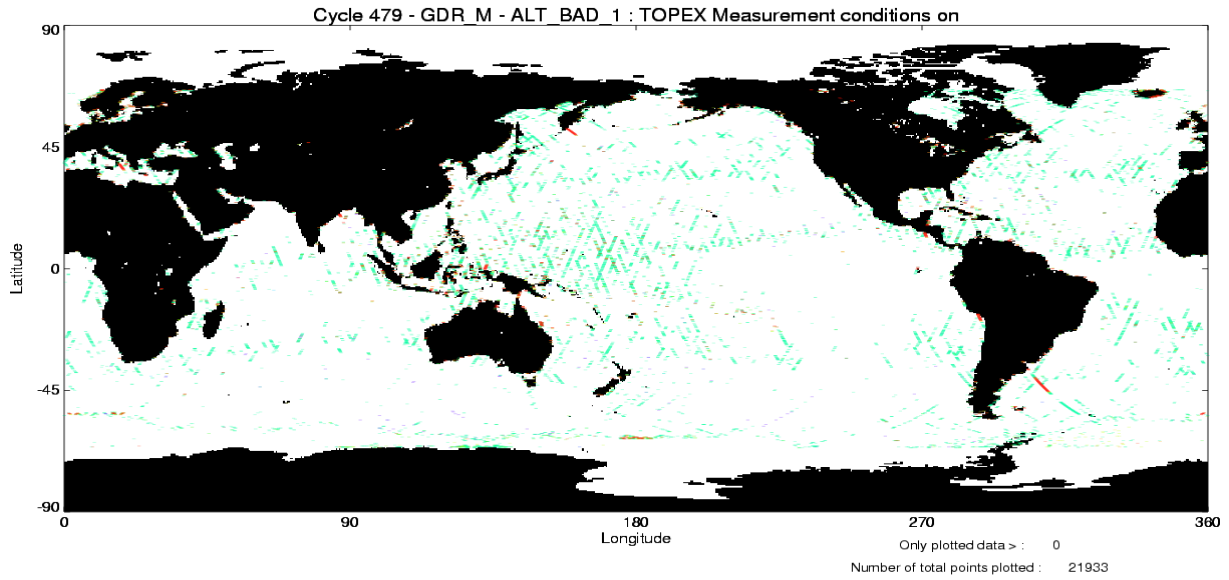 Cycle 479 - GDR_M - ALT_BAD_1 : TOPEX Measurement conditions on
90
45
0
-45
-90
Latitude
0 90 180 270 360
Longitude
Only plotted data > : 0
Number of total points plotted : 21933